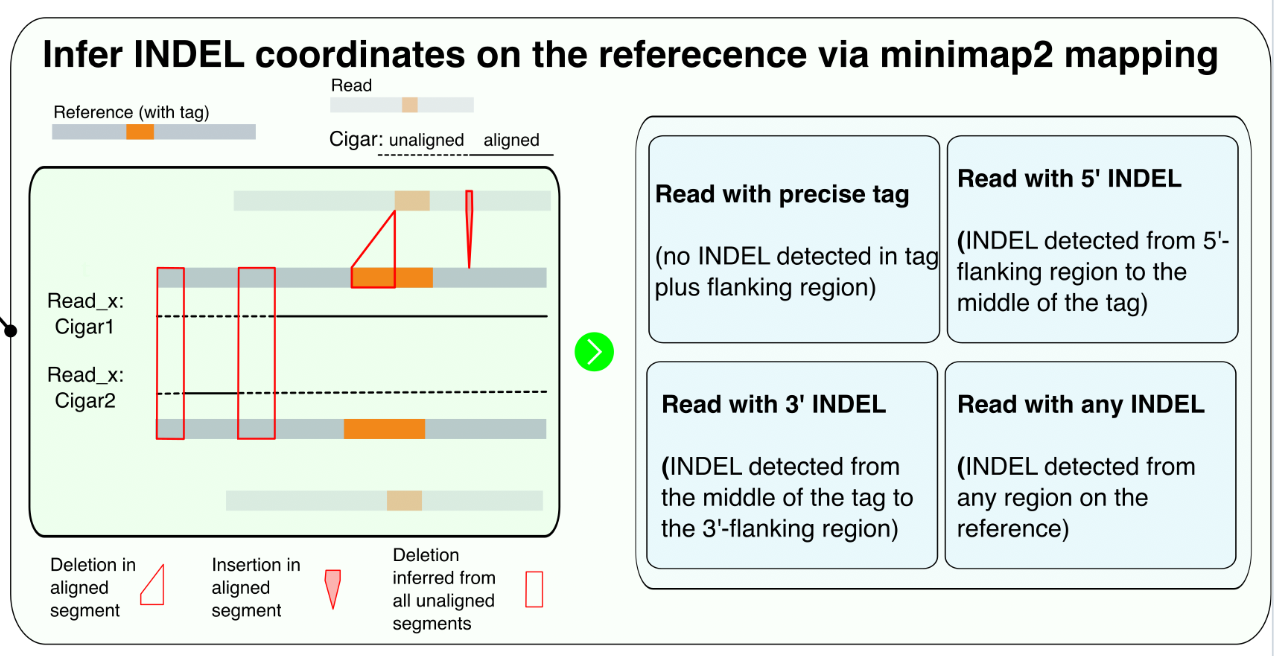 Infer INDEL coordinates on the referecence via minimap2 mapping
Read
Reference (with tag)
Cigar: unaligned aligned
Read_x:
Cigar1
Read_x:
Cigar2
Deletion in
aligned
segment
Insertion in
aligned
segment
Deletion
inferred from
all unaligned
segments
Read with precise tag
(no INDEL detected in tag
plus flanking region)
Read with 5' INDEL
(INDEL detected from 5'-
flanking region to the
middle of the tag)
Read with 3' INDEL
(INDEL detected from
the middle of the tag to
the 3'-flanking region)
Read with any INDEL
(INDEL detected from
any region on the
reference)